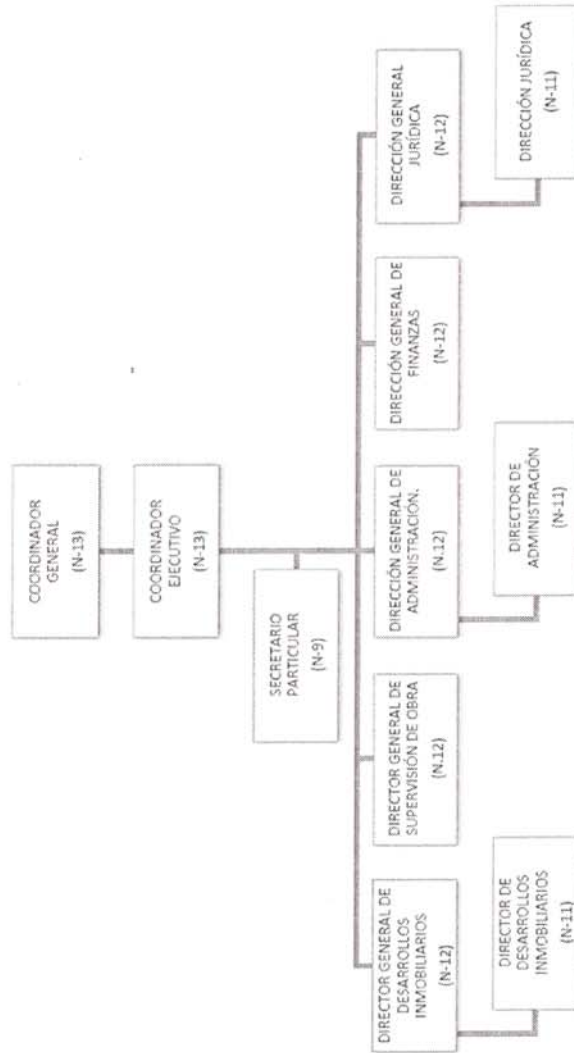 COORDINADOR
GENERAL
(N-13)
COORDINADOR
EJECUTIVO
(N-13)
SECRETARIO
PARTICULAR
(N-9)
DIRECTOR GENERAL DE
DESARROLLOS
INMOBILIARIOS
(N-12)
DIRECTOR GENERAL DE
SUPERVISIÓN DE OBRA
(N.12)
DIRECCIÓN GENERAL DE
ADMINISTRACIÓN.
(N.12)
DIRECCIÓN GENERAL DE
FINANZAS
(N-12)
DIRECCIÓN GENERAL
JURÍDICA
(N-12)
DIRECTOR DE
DESARROLLOS
INMOBILIARIOS
(N-11)
DIRECTOR DE
ADMINISTRACIÓN
(N-11)
DIRECCIÓN JURÍDICA
(N-11)